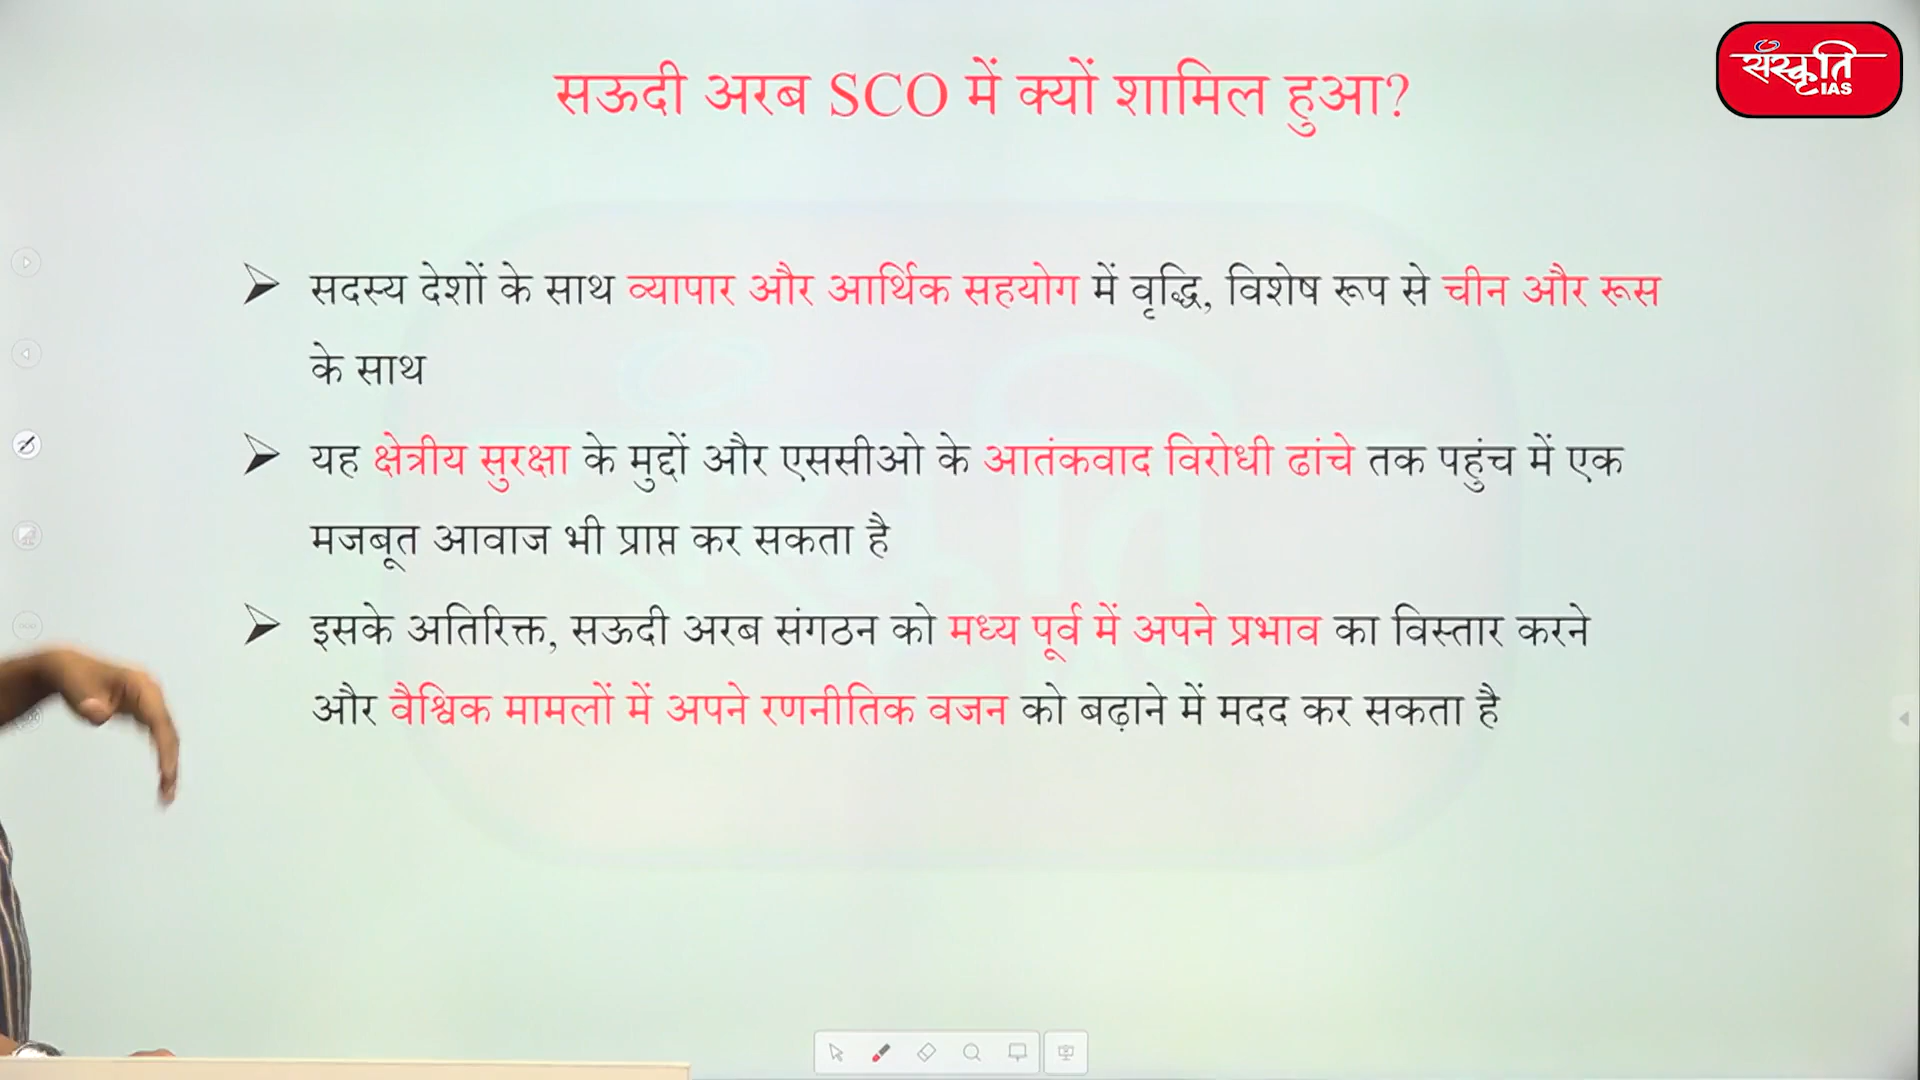 सऊदी अरब SCO में क्यों शामिल हुआ?
संस्कृति
IAS
सदस्य देशों के साथ व्यापार और आर्थिक सहयोग में वृद्धि, विशेष रूप से चीन और रूस
के साथ
यह क्षेत्रीय सुरक्षा के मुद्दों और एससीओ के आतंकवाद विरोधी ढांचे तक पहुंच में एक
मजबूत आवाज भी प्राप्त कर सकता है
इसके अतिरिक्त, सऊदी अरब संगठन को मध्य पूर्व में अपने प्रभाव का विस्तार करने
और वैश्विक मामलों में अपने रणनीतिक वजन को बढ़ाने में मदद कर सकता है